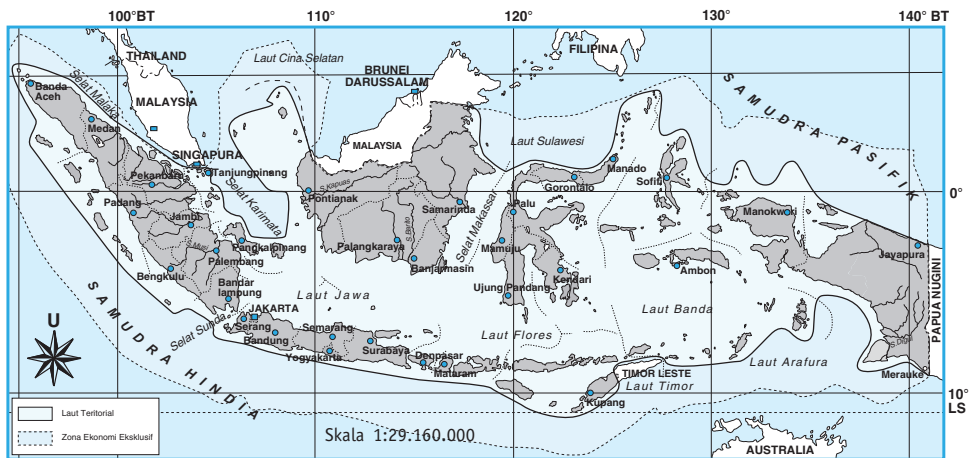 100°BT 110° 120° 130° 140° BT
THAILAND
Laut Cina Selatan
FILIPINA
BRUNEI
DARUSSALAM
SAMUDRA PASIFIK
Selat Malaka
Banda
Aceh
MALAYSIA
Medan
MALAYSIA
Laut Sulawesi
SINGAPURA
Tanjungpinang
Manado
Pekanbaru
Gorontalo
Sofifi
0°
S.Kapuas
Pontianak
Samarinda
Palu
Manokwari
Padang
Selat Karimata
Jambi
Selat Makassar
S.Musi
Pangkalpinang
Palangkaraya
S.Barito
Mamuju
Palembang
Jayapura
Banjarmasin
Ambon
Bengkulu
Kendari
Bandar
lampung
Ujung Pandang
PAPUA NUGINI
JAKARTA
Laut Jawa
Laut Banda
Selat Sunda
Serang
Semarang
Laut Flores
U
Bandung
Surabaya
S.Digul
Yogyakarta
Denpasar
Laut Arafura
Mataram
TIMOR LESTE
Merauke
SAMUDRA HINDIA
Laut Timor
10°
LS
Kupang
Laut Teritorial
Zona Ekonomi Eksklusif
Skala 1:29.160.000
AUSTRALIA